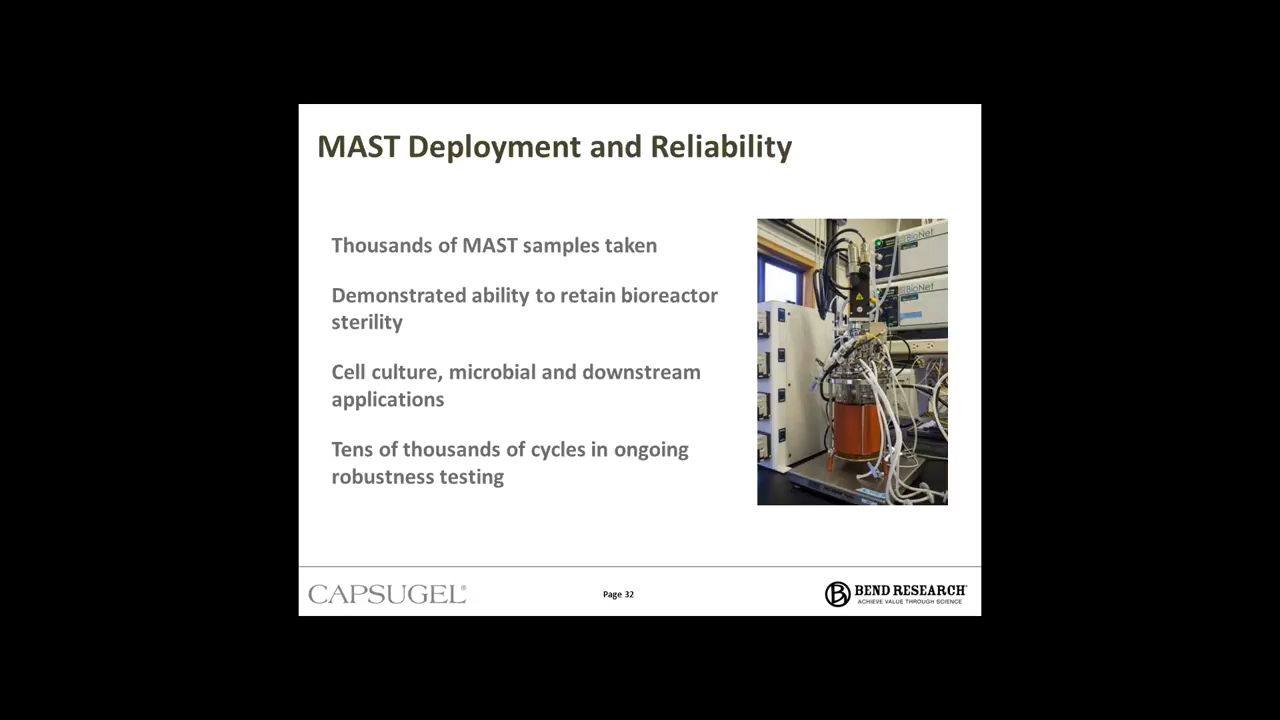 MAST Deployment and Reliability
Thousands of MAST samples taken
Demonstrated ability to retain bioreactor
sterility
Cell culture, microbial and downstream
applications
Tens of thousands of cycles in ongoing
robustness testing
BioNet
BioNet
CAPSUGEL®
Page 32
BEND RESEARCH
ACHIEVE VALUE THROUGH SCIENCE